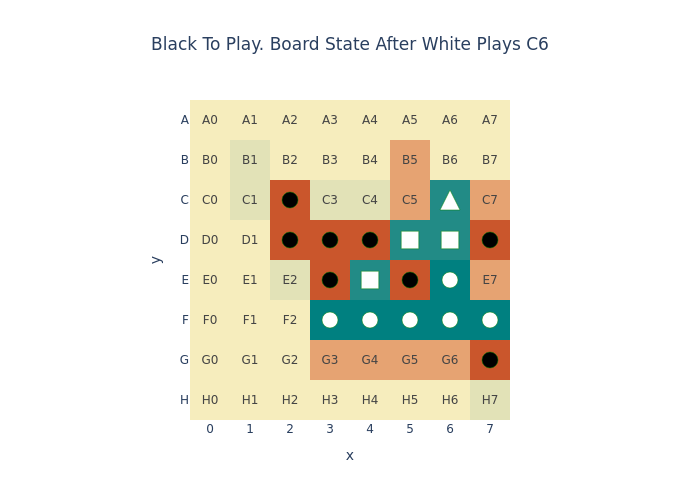 Black To Play. Board State After White Plays C6
A A0 A1 A2 A3 A4 A5 A6 A7
B B0 B1 B2 B3 B4 B5 B6 B7
C C0 C1 C3 C4 C5 C7
D D0 D1
E E0 E1 E2 E7
F F0 F1 F2
G G0 G1 G2 G3 G4 G5 G6
H H0 H1 H2 H3 H4 H5 H6 H7
0 1 2 3 4 5 6 7
x
y